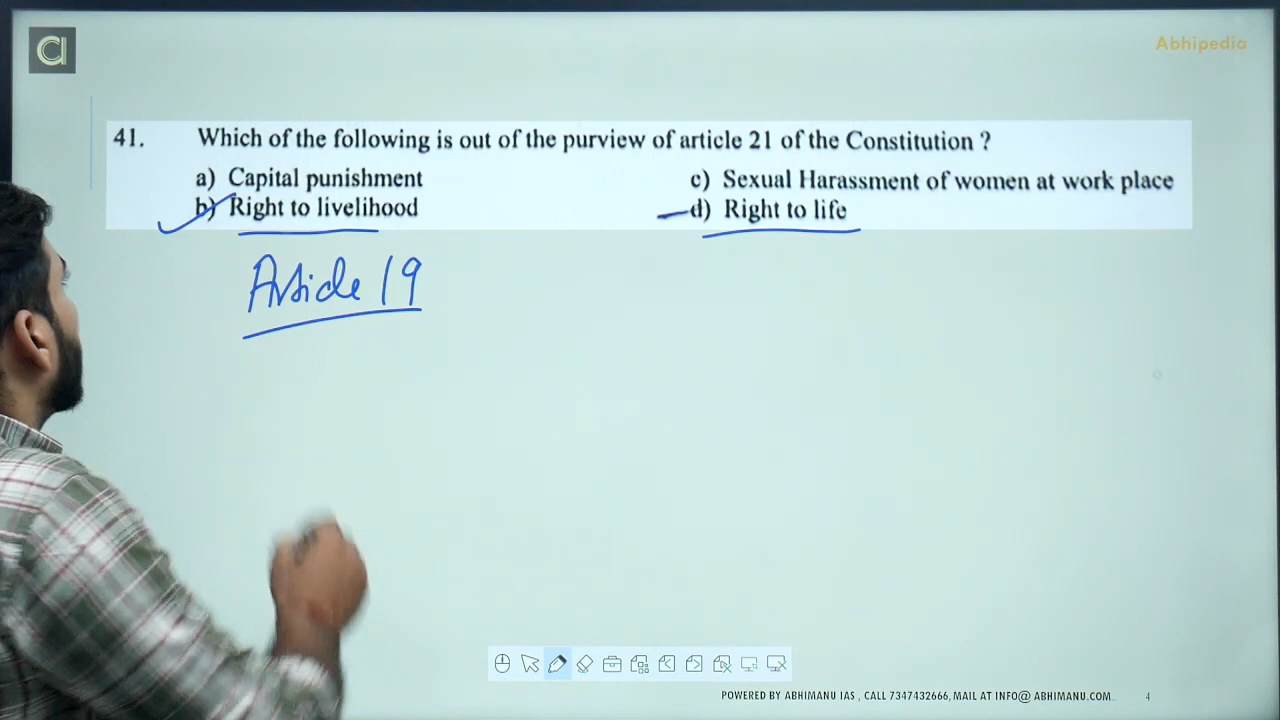 Abhipedia
41. Which of the following is out of the purview of article 21 of the Constitution ?
a) Capital punishment
c) Sexual Harassment of women at work place
b) Right to livelihood
d) Right to life
Article 19
POWERED BY ABHIMANU IAS , CALL 7347432666, MAIL AT INFO@ ABHIMANU.COM
4